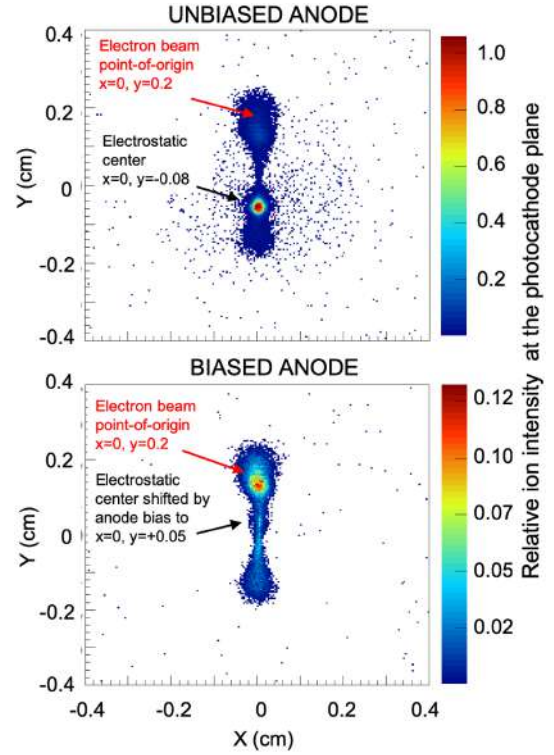 UNBIASED ANODE
0.4
0.2
0
-0.2
-0.4
Y (cm)
Electron beam
point-of-origin
x=0, y=0.2
Electrostatic
center
x=0, y=-0.08
1.0
0.8
0.6
0.4
0.2
BIASED ANODE
0.4
0.2
0
-0.2
-0.4
Y (cm)
Electron beam
point-of-origin
x=0, y=0.2
Electrostatic
center shifted by
anode bias to
x=0, y=+0.05
0.12
0.10
0.07
0.05
0.02
-0.4 -0.2 0 0.2 0.4
X (cm)
Relative ion intensity at the photocathode plane